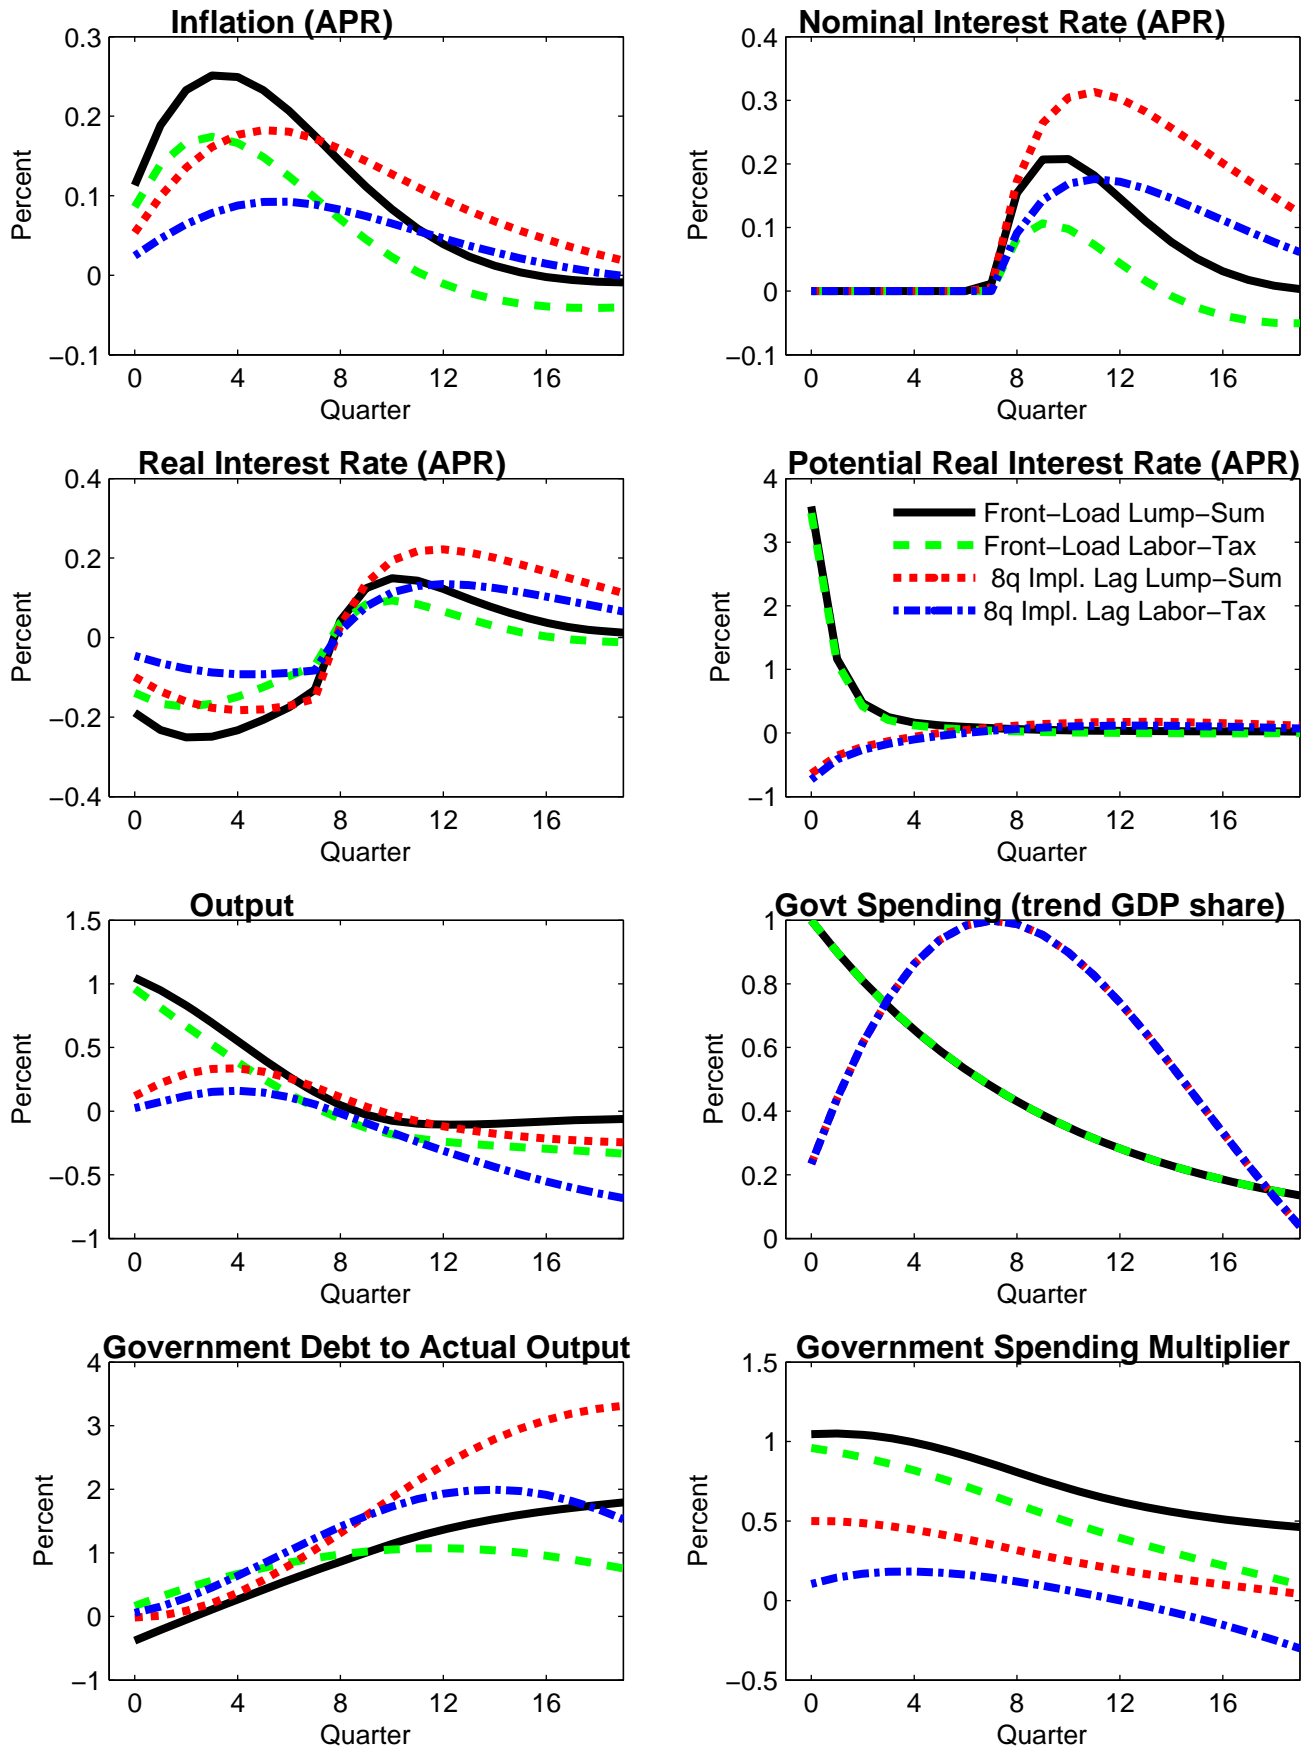 Inflation (APR)
0.3
0.2
0.1
0
−0.1
Percent
0 4 8 12 16
Quarter
Nominal Interest Rate (APR)
0.4
0.3
0.2
0.1
0
−0.1
Percent
0 4 8 12 16
Quarter
Real Interest Rate (APR)
0.4
0.2
0
−0.2
−0.4
Percent
0 4 8 12 16
Quarter
Potential Real Interest Rate (APR)
4
3
2
1
0
−1
Percent
Front−Load Lump−Sum
Front−Load Labor−Tax
8q Impl. Lag Lump−Sum
8q Impl. Lag Labor−Tax
0 4 8 12 16
Quarter
Output
1.5
1
0.5
0
−0.5
−1
Percent
0 4 8 12 16
Quarter
Govt Spending (trend GDP share)
1
0.8
0.6
0.4
0.2
0
Percent
0 4 8 12 16
Quarter
Government Debt to Actual Output
4
3
2
1
0
−1
Percent
0 4 8 12 16
Quarter
Government Spending Multiplier
1.5
1
0.5
0
−0.5
Percent
0 4 8 12 16
Quarter